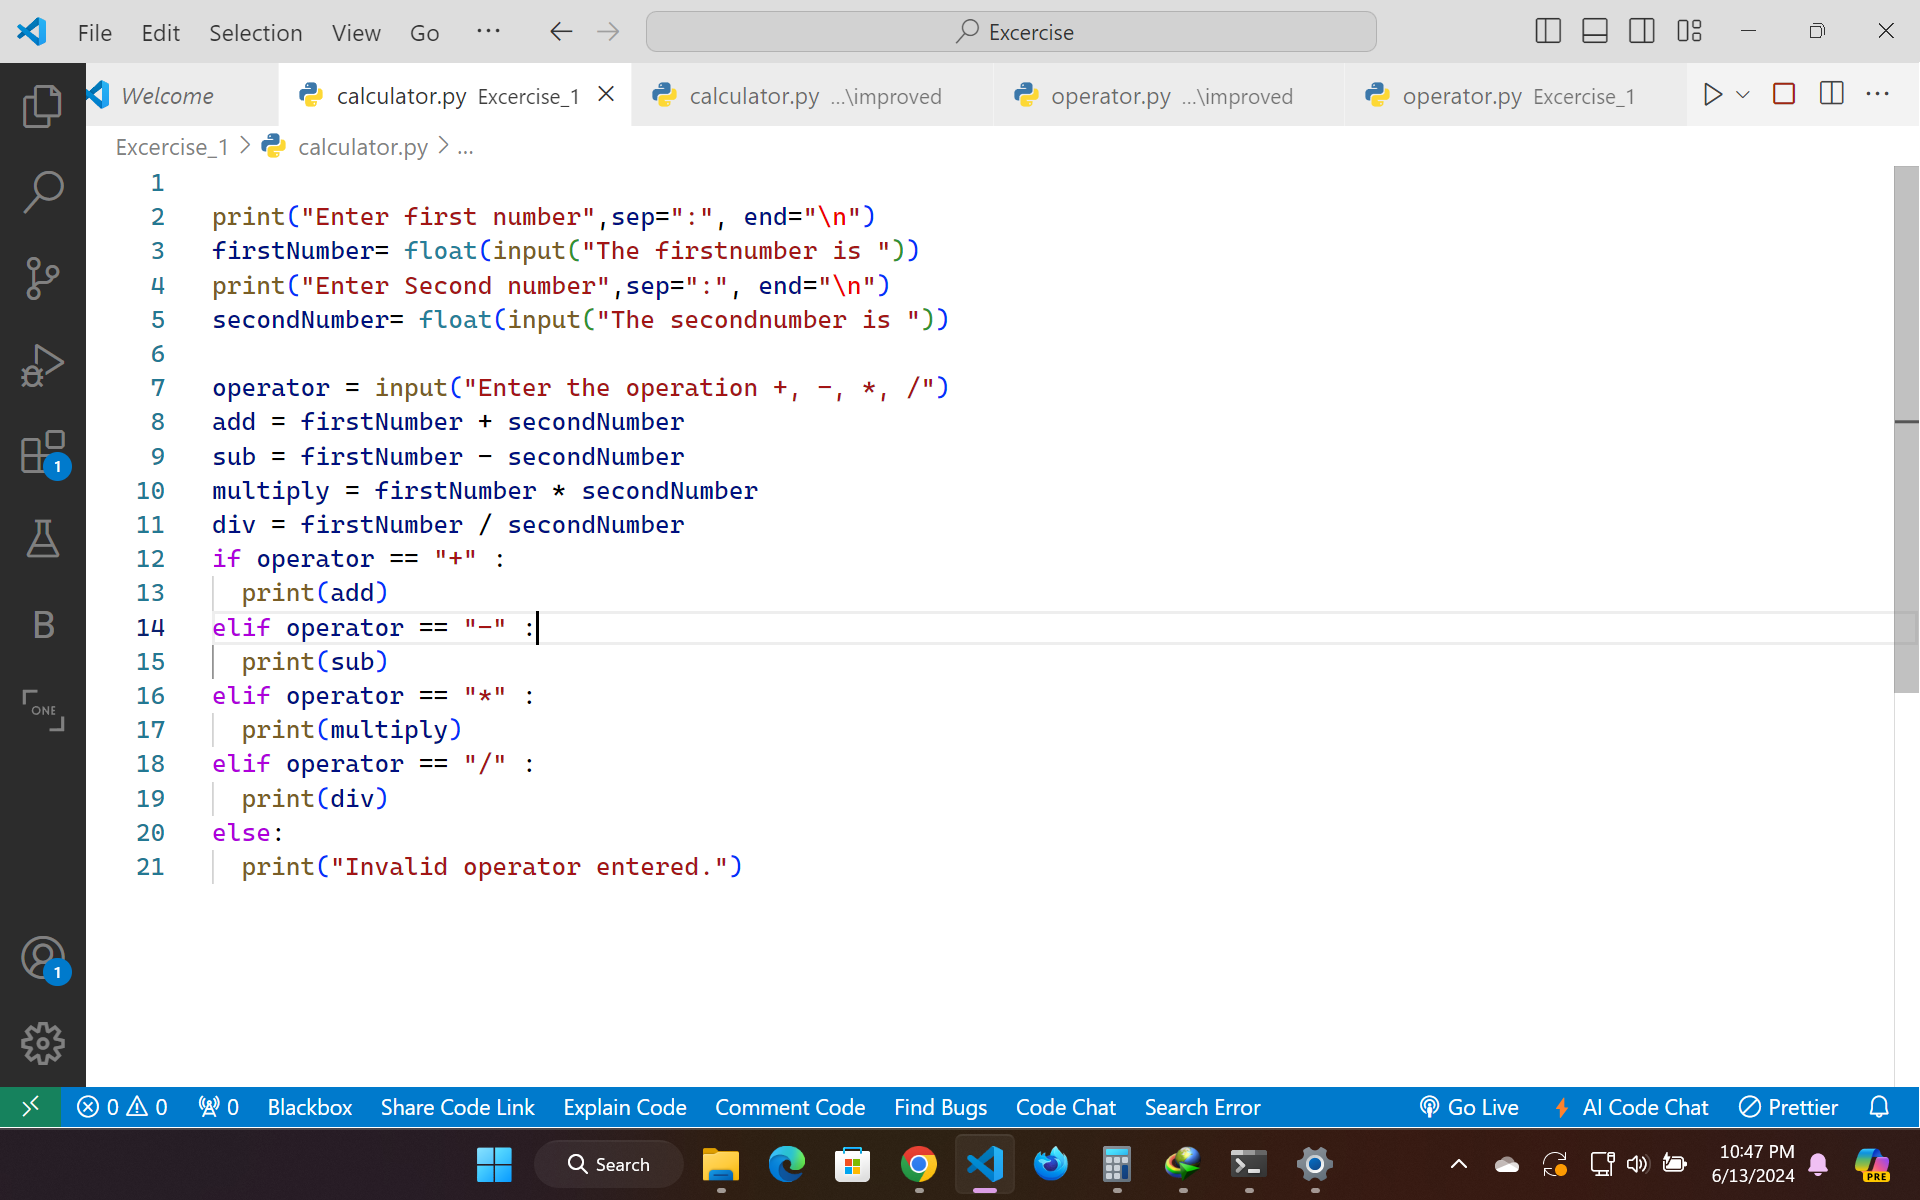 File Edit Selection View Go ... Excercise
Welcome calculator.py Excercise_1 calculator.py ...\improved operator.py ...\improved operator.py Excercise_1
Excercise_1 > calculator.py > ...
1
2 print("Enter first number",sep=":", end="\n")
3 firstNumber= float(input("The firstnumber is "))
4 print("Enter Second number",sep=":", end="\n")
5 secondNumber= float(input("The secondnumber is "))
6
7 operator = input("Enter the operation +, -, *, /")
8 add = firstNumber + secondNumber
9 sub = firstNumber - secondNumber
10 multiply = firstNumber * secondNumber
11 div = firstNumber / secondNumber
12 if operator == "+" :
13   print(add)
14 elif operator == "-" :
15   print(sub)
16 elif operator == "*" :
17   print(multiply)
18 elif operator == "/" :
19   print(div)
20 else:
21   print("Invalid operator entered.")
1
B
ONE
1
0 0 0 Blackbox Share Code Link Explain Code Comment Code Find Bugs Code Chat Search Error Go Live AI Code Chat Prettier
Search
10:47 PM
6/13/2024
PRE